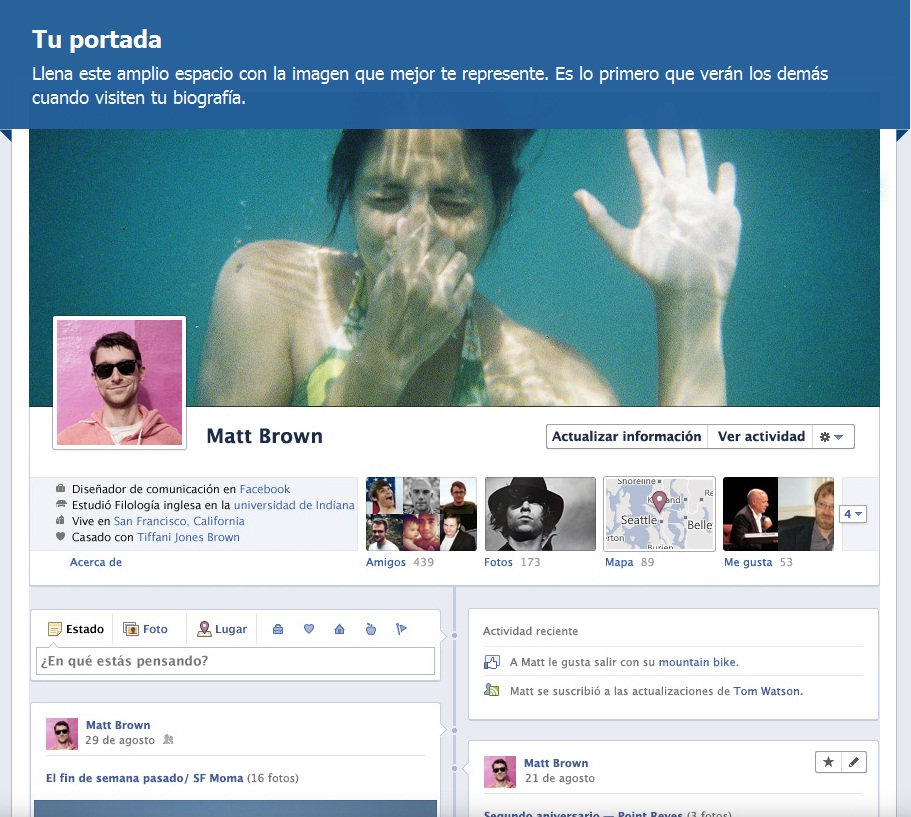 Tu portada
Llena este amplio espacio con la imagen que mejor te represente. Es lo primero que verán los demás
cuando visiten tu biografía.
Matt Brown
Actualizar información
Ver actividad
Diseñador de comunicación en Facebook
Estudió Filología inglesa en la universidad de Indiana
Vive en San Francisco, California
Casado con Tiffani Jones Brown
Acerca de
Shoreline
Seattle
Belle
rton
Burien
4
Amigos 439
Fotos 173
Mapa 89
Me gusta 53
Estado
Foto
Lugar
¿En qué estás pensando?
Actividad reciente
A Matt le gusta salir con su mountain bike.
Matt se suscribió a las actualizaciones de Tom Watson.
Matt Brown
29 de agosto
El fin de semana pasado/ SF Moma (16 fotos)
Matt Brown
21 de agosto
Segundo aniversario — Point Reyes (3 fotos)